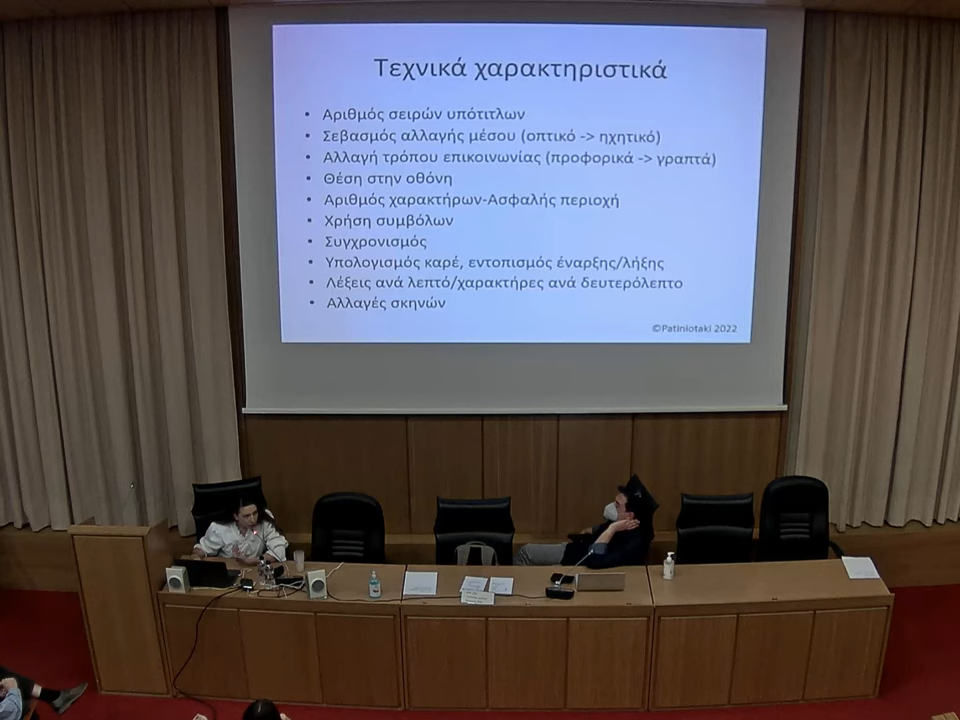 Τεχνικά χαρακτηριστικά
• Αριθμός σειρών υπότιτλων
• Σεβασμός αλλαγής μέσου (οπτικό -> ηχητικό)
• Αλλαγή τρόπου επικοινωνίας (προφορικά -> γραπτά)
• Θέση στην οθόνη
• Αριθμός χαρακτήρων-Ασφαλής περιοχή
• Χρήση συμβόλων
• Συγχρονισμός
• Υπολογισμός καρέ, εντοπισμός έναρξης/λήξης
• Λέξεις ανά λεπτό/χαρακτήρες ανά δευτερόλεπτο
• Αλλαγές σκηνών
©Patiniotaki 2022